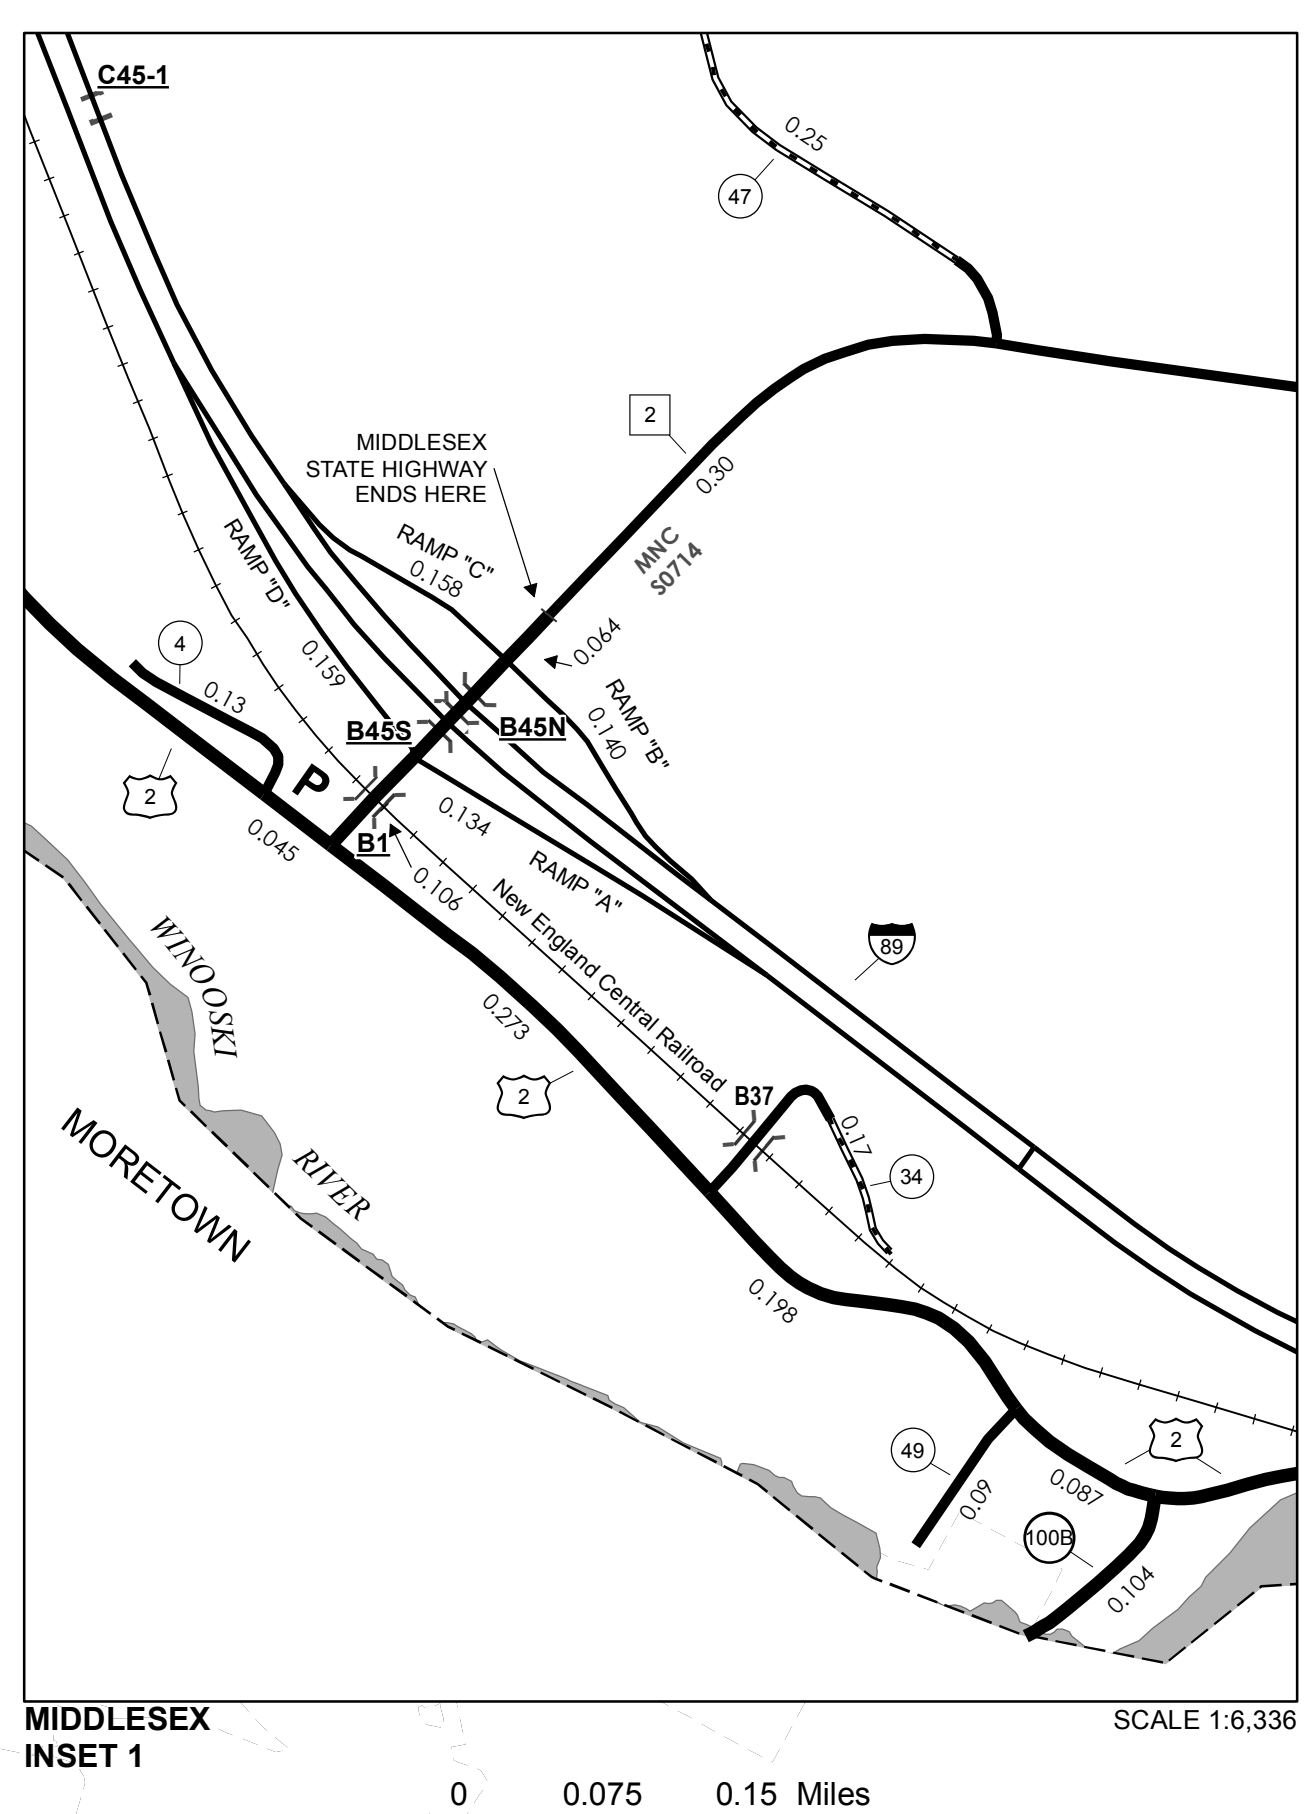 C45-1
0.25
47
2
MIDDLESEX
STATE HIGHWAY
ENDS HERE
0.30
MNC
S0714
RAMP "C"
0.158
RAMP "D"
0.159
0.064
RAMP "B"
0.140
4
0.13
B45S
B45N
2
P
0.045
B1
0.134
0.106
RAMP "A"
New England Central Railroad
89
WINOOSKI
RIVER
MORETOWN
0.273
2
B37
0.17
34
0.198
49
0.09
2
0.087
100B
0.104
MIDDLESEX
INSET 1
SCALE 1:6,336
0 0.075 0.15 Miles